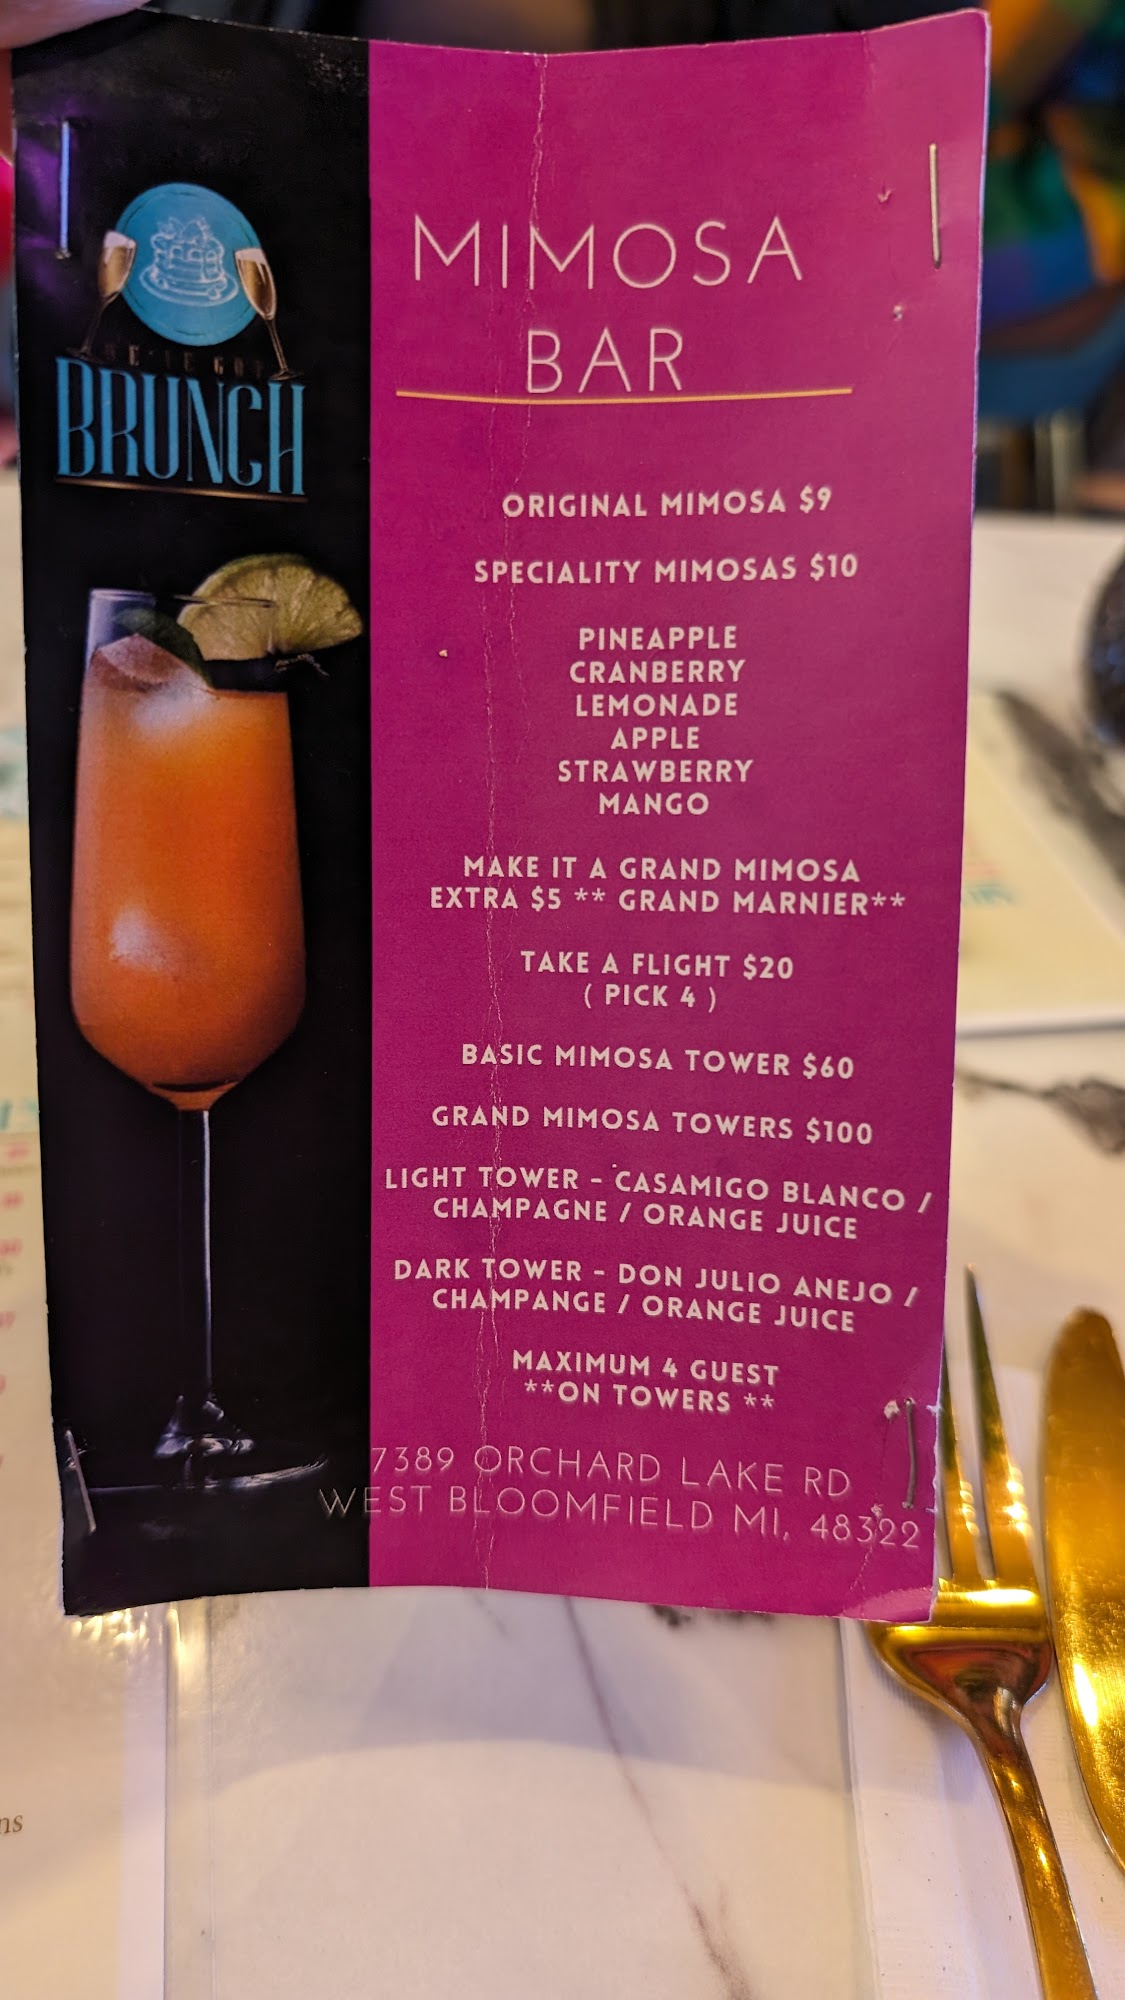 BRUNCH
MIMOSA
BAR
ORIGINAL MIMOSA $9
SPECIALITY MIMOSAS $10
PINEAPPLE
CRANBERRY
LEMONADE
APPLE
STRAWBERRY
MANGO
MAKE IT A GRAND MIMOSA
EXTRA $5 ** GRAND MARNIER**
TAKE A FLIGHT $20
( PICK 4 )
BASIC MIMOSA TOWER $60
GRAND MIMOSA TOWERS $100
LIGHT TOWER - CASAMIGO BLANCO /
CHAMPAGNE / ORANGE JUICE
DARK TOWER - DON JULIO ANEJO /
CHAMPANGE / ORANGE JUICE
MAXIMUM 4 GUEST
**ON TOWERS **
7389 ORCHARD LAKE RD
WEST BLOOMFIELD MI, 48322